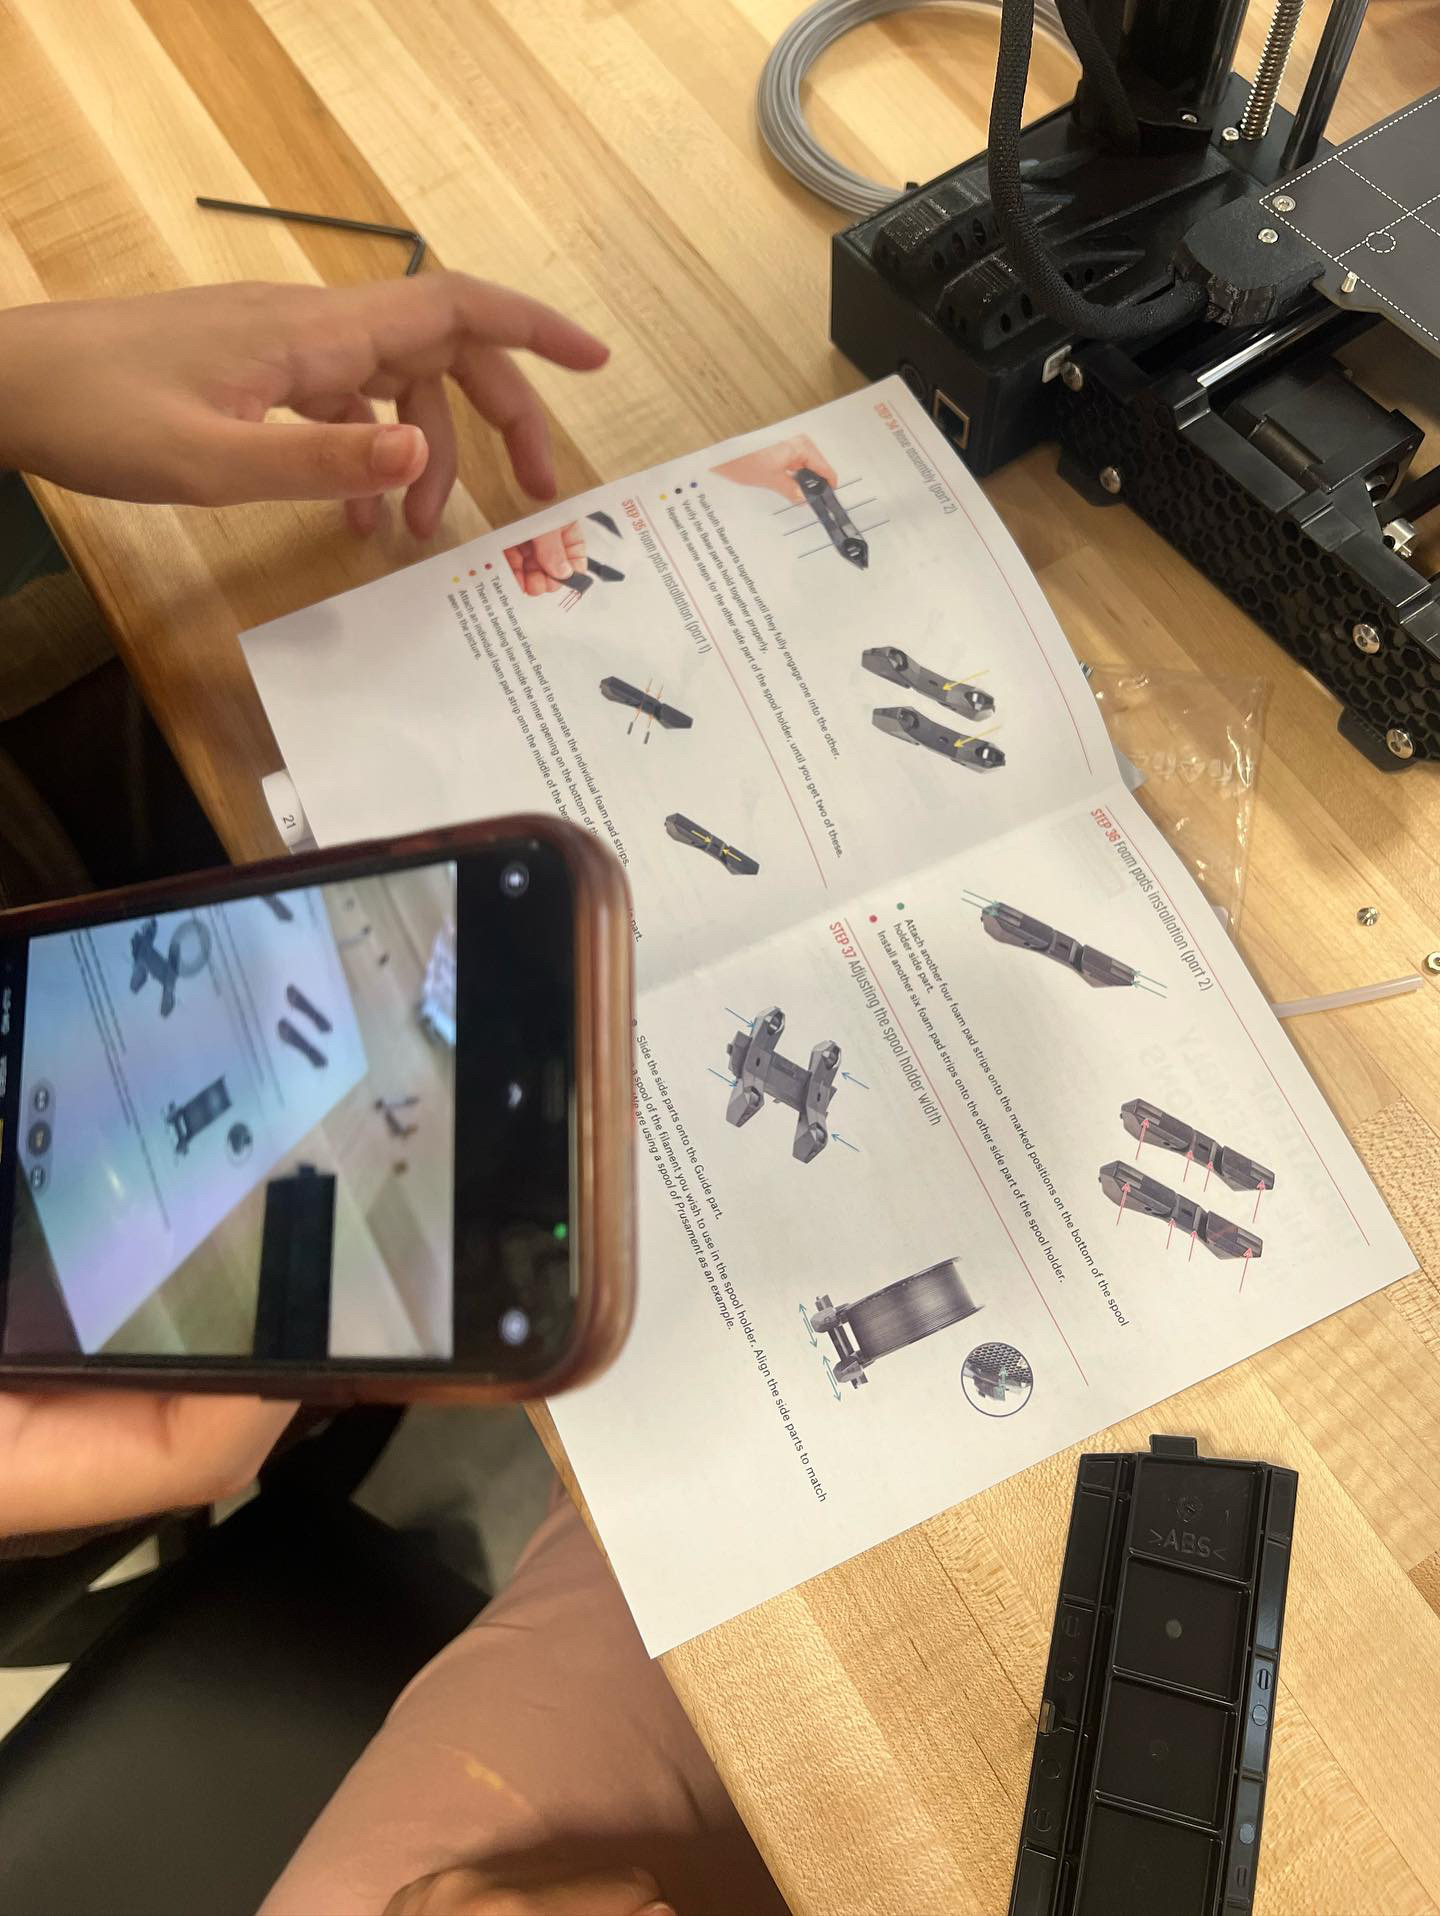 STEP 34 Base assembly (part 2)
Push both Base parts together until they fully engage one into the other.
Verify the Base parts hold together properly.
Repeat the same steps for the other side part of the spool holder, until you get two of these.
STEP 35 Foam pads installation (part 1)
Take the foam pad sheet. Bend it to separate the individual foam pad strips.
There is a bending line inside the inner opening on the bottom of the part.
Attach an individual foam pad strip onto the middle of the
seen in the picture.
21
STEP 36 Foam pads installation (part 2)
Attach another four foam pad strips onto the marked positions on the bottom of the spool
holder side part.
Install another six foam pad strips onto the other side part of the spool holder.
STEP 37 Adjusting the spool holder width
Slide the side parts onto the Guide part.
a spool of the filament you wish to use in the spool holder. Align the side parts to match
We are using a spool of Prusament as an example.
>ABS<